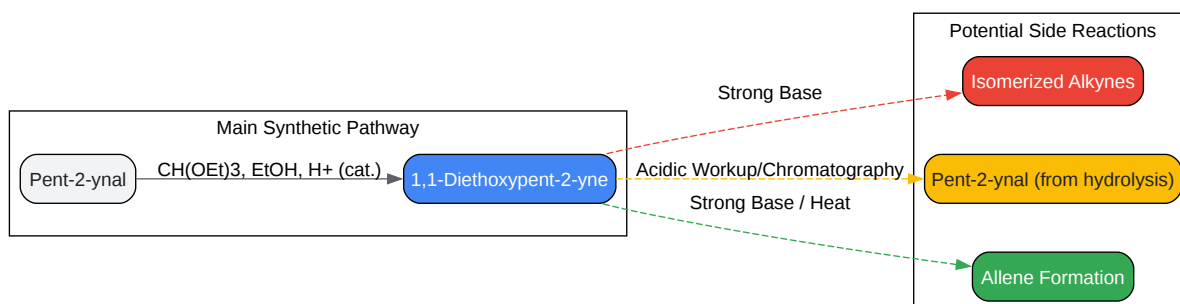 Potential Side Reactions
Isomerized Alkynes
Strong Base
Main Synthetic Pathway
Pent-2-ynal
CH(OEt)3, EtOH, H+ (cat.)
1,1-Diethoxypent-2-yne
Acidic Workup/Chromatography
Pent-2-ynal (from hydrolysis)
Strong Base / Heat
Allene Formation